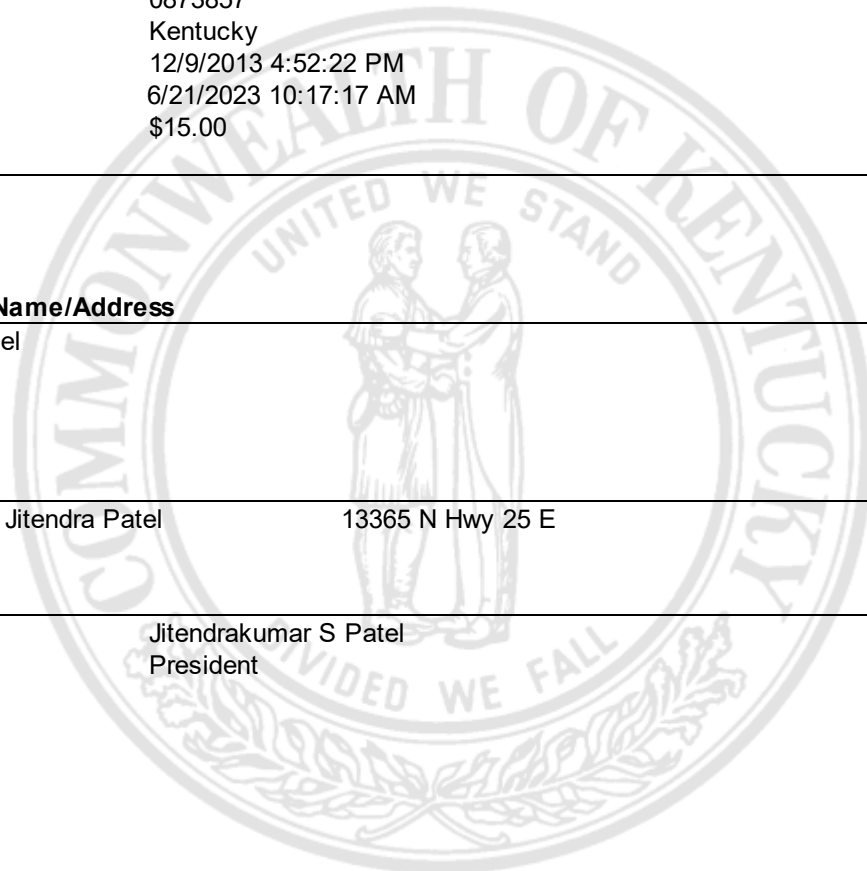 0873857
Kentucky
12/9/2013 4:52:22 PM
6/21/2023 10:17:17 AM
$15.00
COMMONWEALTH OF KENTUCKY
UNITED WE STAND
Name/Address
el
Jitendra Patel 13365 N Hwy 25 E
Jitendrakumar S Patel
President
DIVIDED WE FALL